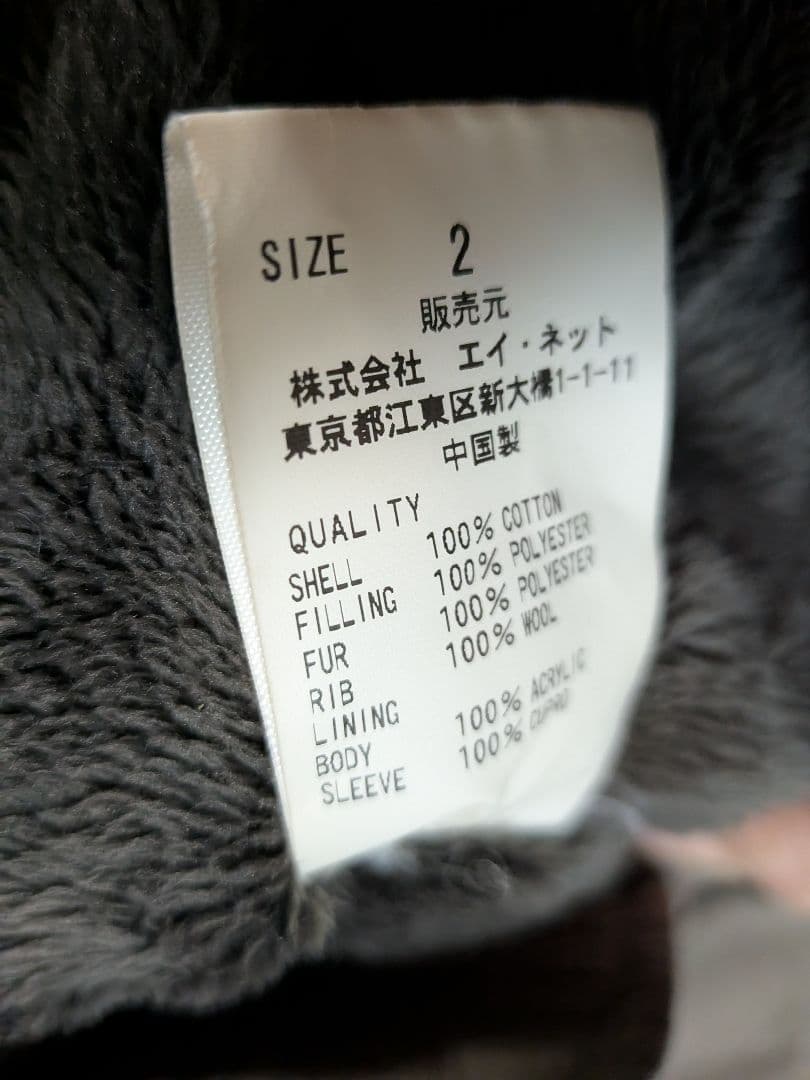 SIZE 2
販売元
株式会社 エイ・ネット
東京都江東区新大橋1-1-11
中国製
QUALITY
SHELL 100% COTTON
FILLING 100% POLYESTER
FUR 100% POLYESTER
RIB 100% WOOL
LINING
BODY 100% ACRYLIC
SLEEVE 100% CUPRO